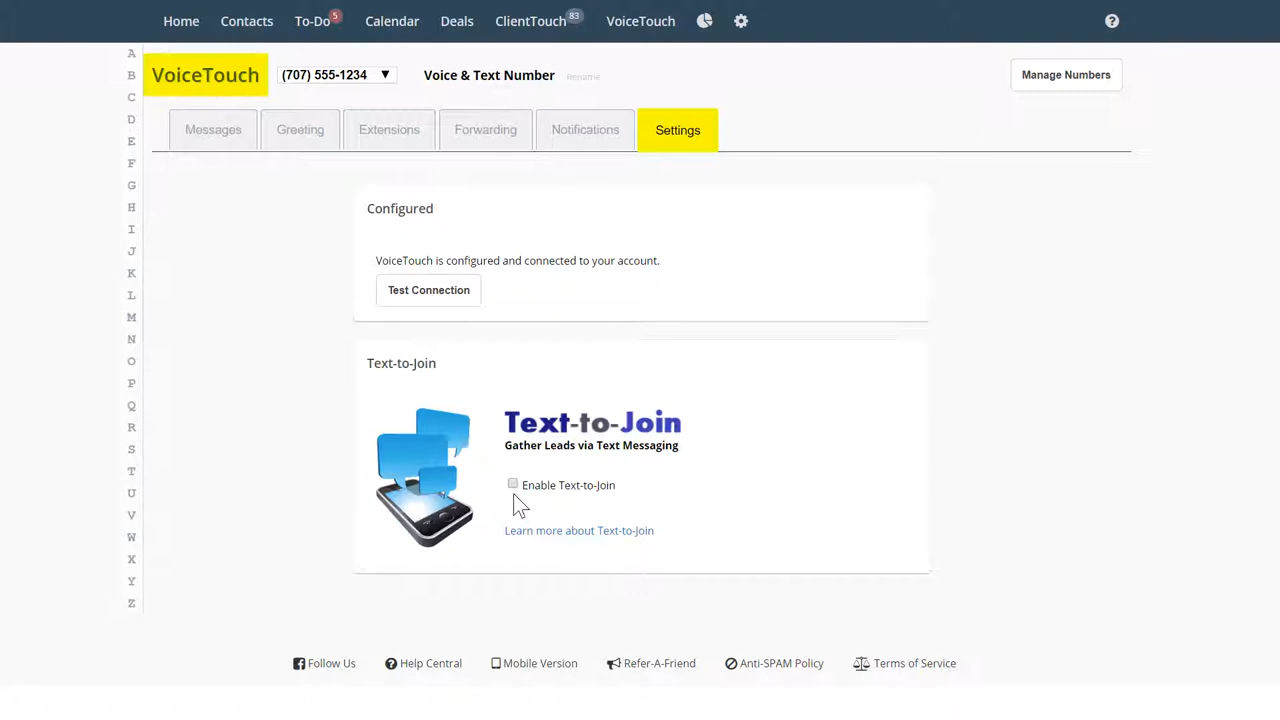 Home Contacts To-Do 5 Calendar Deals ClientTouch 83 VoiceTouch
VoiceTouch (707) 555-1234 ▼ Voice & Text Number Rename Manage Numbers
Messages Greeting Extensions Forwarding Notifications Settings
A
B
C
D
E
F
G
H
I
J
K
L
M
N
O
P
Q
R
S
T
U
V
W
X
Y
Z
Configured
VoiceTouch is configured and connected to your account.
Test Connection
Text-to-Join
Text-to-Join
Gather Leads via Text Messaging
Enable Text-to-Join
Learn more about Text-to-Join
Follow Us Help Central Mobile Version Refer-A-Friend Anti-SPAM Policy Terms of Service